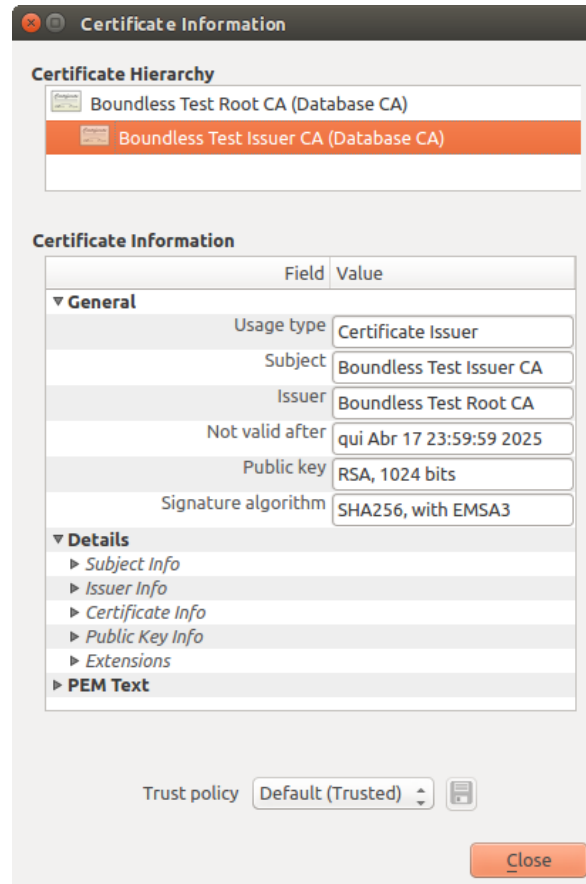 Certificate Information
Certificate Hierarchy
Boundless Test Root CA (Database CA)
Boundless Test Issuer CA (Database CA)
Certificate Information
Field Value
General
Usage type Certificate Issuer
Subject Boundless Test Issuer CA
Issuer Boundless Test Root CA
Not valid after qui Abr 17 23:59:59 2025
Public key RSA, 1024 bits
Signature algorithm SHA256, with EMSA3
Details
Subject Info
Issuer Info
Certificate Info
Public Key Info
Extensions
PEM Text
Trust policy Default (Trusted)
Close